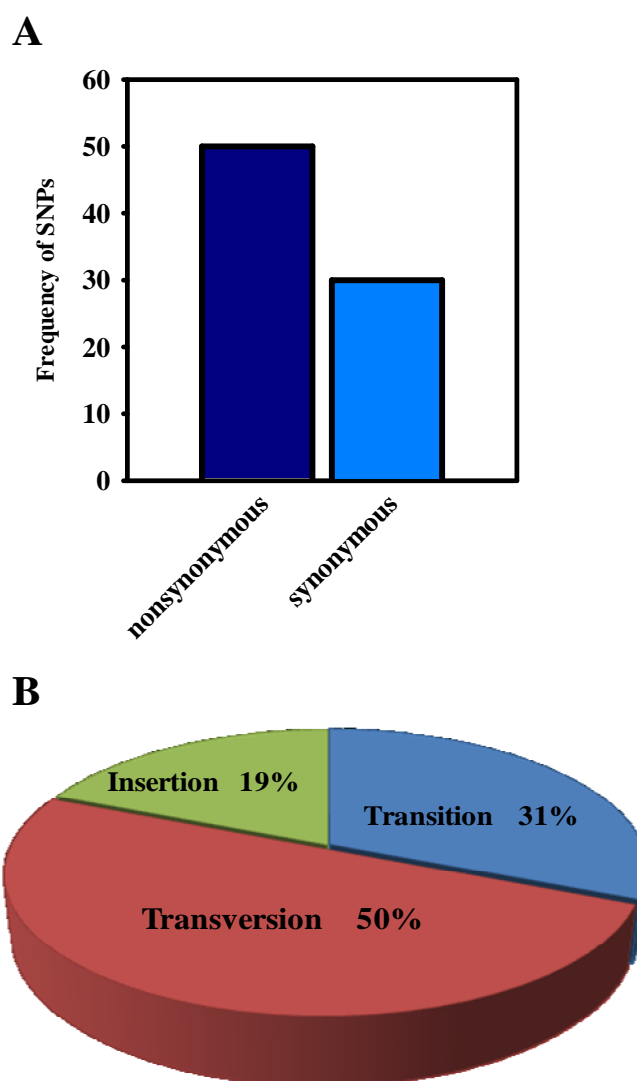 A
60
50
40
30
20
10
0
Frequency of SNPs
nonsynonymous
synonymous
B
Insertion 19%
Transition 31%
Transversion 50%